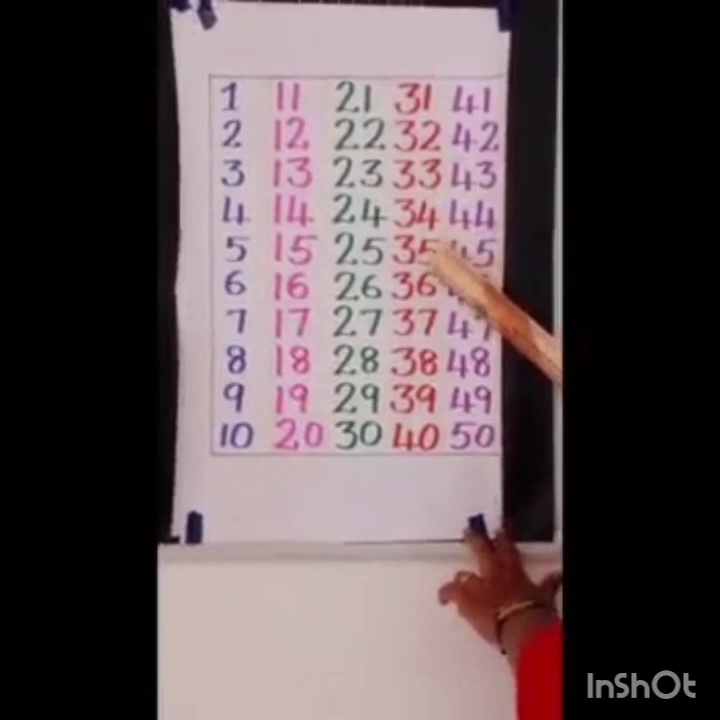 1 11 21 31 41
2 12 22 32 42
3 13 23 33 43
4 14 24 34 44
5 15 25 35 45
6 16 26 36
7 17 27 37 47
8 18 28 38 48
9 19 29 39 49
10 20 30 40 50
InShOt